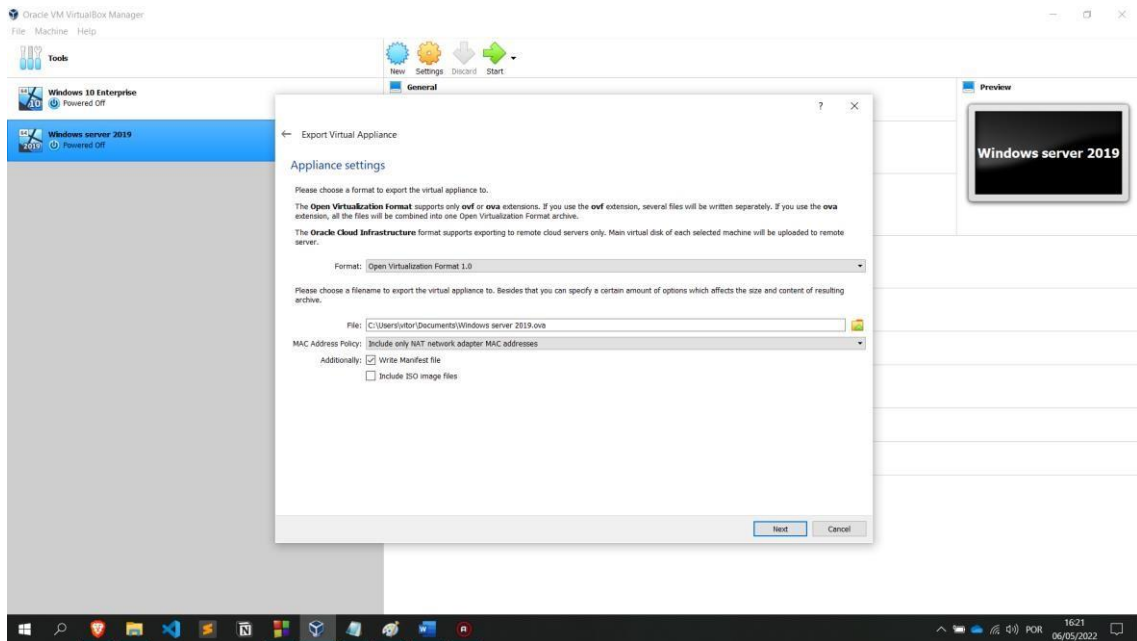 Oracle VM VirtualBox Manager
File Machine Help
Tools
New Settings Discard Start
Windows 10 Enterprise
Powered Off
Windows server 2019
Powered Off
General
Preview
Windows server 2019
? ×
← Export Virtual Appliance
Appliance settings
Please choose a format to export the virtual appliance to.
The Open Virtualization Format supports only ovf or ova extensions. If you use the ovf extension, several files will be written separately. If you use the ova
extension, all the files will be combined into one Open Virtualization Format archive.
The Oracle Cloud Infrastructure format supports exporting to remote cloud servers only. Main virtual disk of each selected machine will be uploaded to remote
server.
Format: Open Virtualization Format 1.0
Please choose a filename to export the virtual appliance to. Besides that you can specify a certain amount of options which affects the size and content of resulting
archive.
File: C:\Users\vitor\Documents\Windows server 2019.ova
MAC Address Policy: Include only NAT network adapter MAC addresses
Additionally: Write Manifest file
Include ISO image files
Next Cancel
POR
16:21
06/05/2022